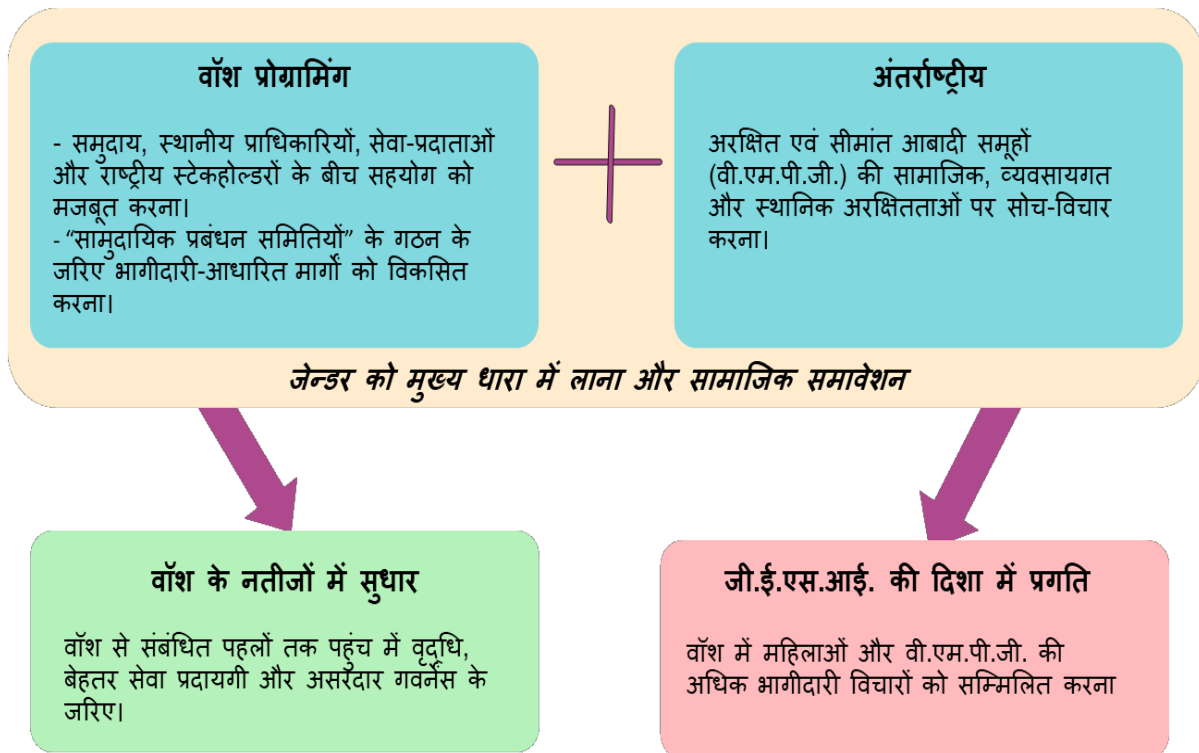 वॉश प्रोग्रामिंग
- समुदाय, स्थानीय प्राधिकारियों, सेवा-प्रदाताओं
और राष्ट्रीय स्टेकहोल्डरों के बीच सहयोग को
मजबूत करना।
- “सामुदायिक प्रबंधन समितियों” के गठन के
जरिए भागीदारी-आधारित मार्गों को विकसित
करना।
अंतर्राष्ट्रीय
अरक्षित एवं सीमांत आबादी समूहों
(वी.एम.पी.जी.) की सामाजिक, व्यवसायगत
और स्थानिक अरक्षितताओं पर सोच-विचार
करना।
जेन्डर को मुख्य धारा में लाना और सामाजिक समावेशन
वॉश के नतीजों में सुधार
वॉश से संबंधित पहलों तक पहुंच में वृद्धि,
बेहतर सेवा प्रदायगी और असरदार गवर्नेंस के
जरिए।
जी.ई.एस.आई. की दिशा में प्रगति
वॉश में महिलाओं और वी.एम.पी.जी. की
अधिक भागीदारी विचारों को सम्मिलित करना